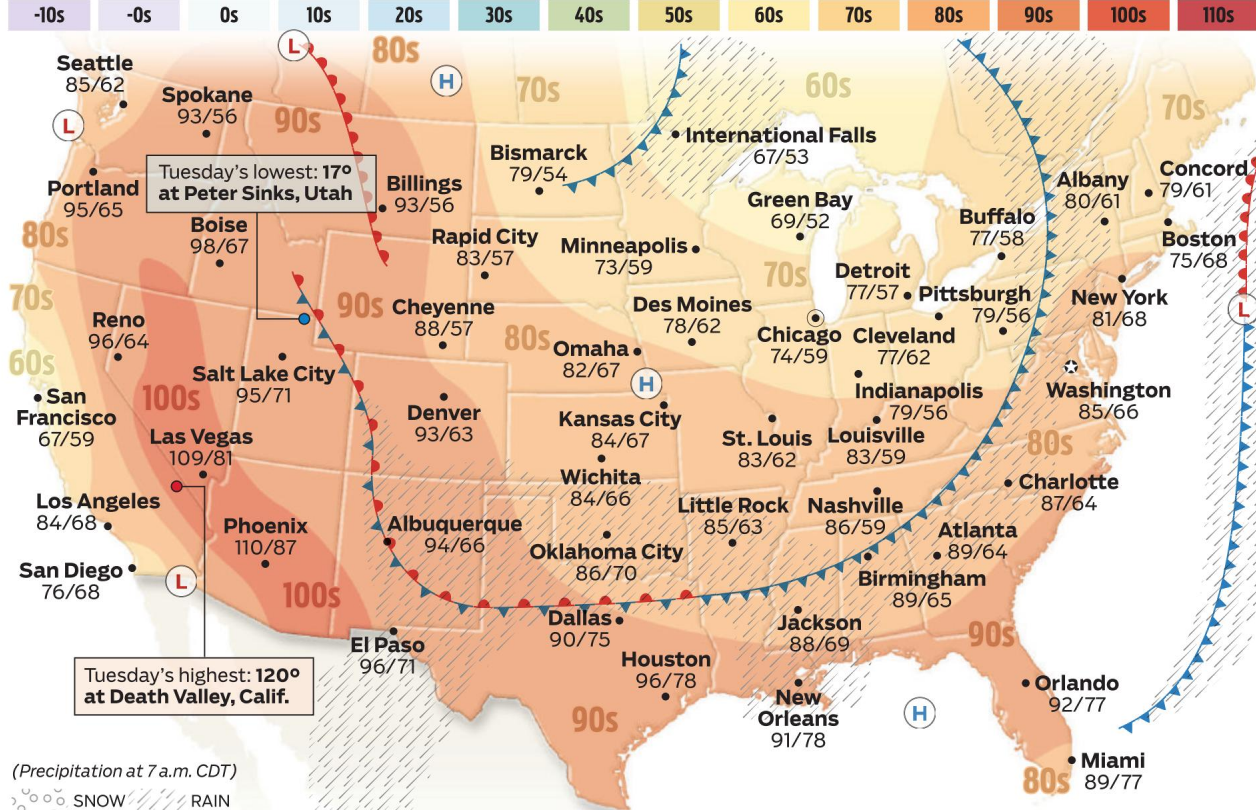 -10s -0s 0s 10s 20s 30s 40s 50s 60s 70s 80s 90s 100s 110s
L
80s
H
70s
60s
70s
Seattle
85/62
L
Spokane
93/56
90s
International Falls
67/53
Tuesday's lowest: 17º
at Peter Sinks, Utah
Portland
95/65
Billings
93/56
Bismarck
79/54
Green Bay
69/52
Albany
80/61
Concord
79/61
Boise
98/67
80s
Rapid City
83/57
Minneapolis
73/59
70s
Buffalo
77/58
Boston
75/68
Detroit
77/57
Pittsburgh
79/56
New York
81/68
L
70s
Reno
96/64
90s
Cheyenne
88/57
80s
Des Moines
78/62
Chicago
74/59
Cleveland
77/62
60s
Omaha
82/67
Salt Lake City
95/71
H
San
Francisco
67/59
100s
Denver
93/63
Kansas City
84/67
Indianapolis
79/56
Washington
85/66
Las Vegas
109/81
St. Louis
83/62
Louisville
83/59
80s
Wichita
84/66
Los Angeles
84/68
Charlotte
87/64
Phoenix
110/87
Albuquerque
94/66
Oklahoma City
86/70
Little Rock
85/63
Nashville
86/59
Atlanta
89/64
San Diego
76/68
L
100s
Birmingham
89/65
Dallas
90/75
Jackson
88/69
90s
El Paso
96/71
Houston
96/78
Tuesday's highest: 120º
at Death Valley, Calif.
90s
New
Orleans
91/78
H
Orlando
92/77
Miami
89/77
80s
(Precipitation at 7 a.m. CDT)
SNOW RAIN